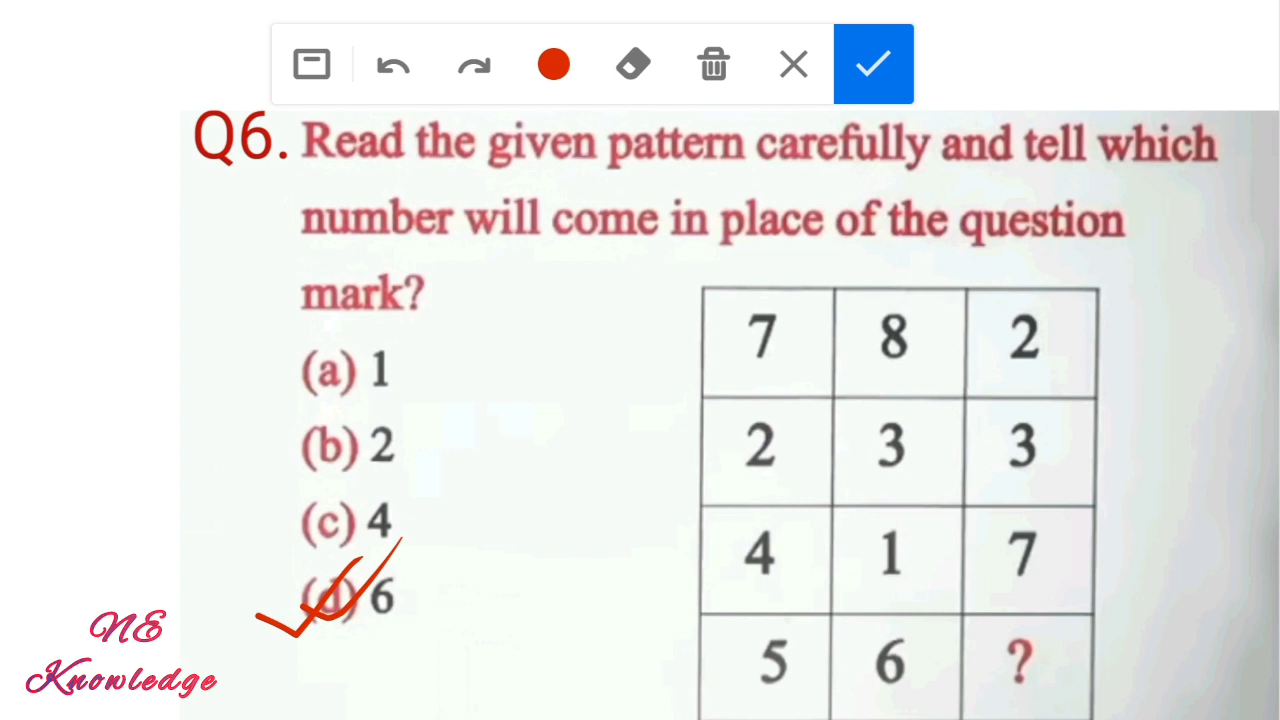 Q6. Read the given pattern carefully and tell which
number will come in place of the question
mark?
(a) 1
(b) 2
(c) 4
(d) 6
7 8 2
2 3 3
4 1 7
5 6 ?
NE
Knowledge